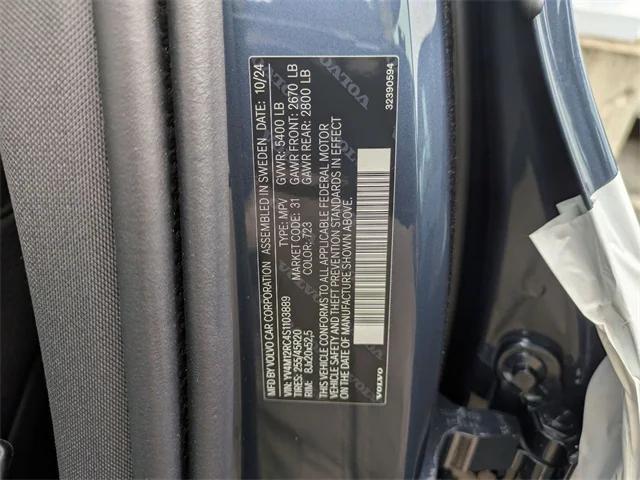 MFD BY VOLVO CAR CORPORATION ASSEMBLED IN SWEDEN DATE: 10/24
VIN: YV4M12RC4S1103889 TYPE: MPV GVWR: 5400 LB
TIRES: 255/45R20 MARKET CODE: 31 GAWR FRONT: 2670 LB
RIM: 8Jx20x52,5 COLOR: 723 GAWR REAR: 2800 LB
THIS VEHICLE CONFORMS TO ALL APPLICABLE FEDERAL MOTOR
VEHICLE SAFETY AND THEFT PREVENTION STANDARDS IN EFFECT
ON THE DATE OF MANUFACTURE SHOWN ABOVE.
VOLVO 32390594